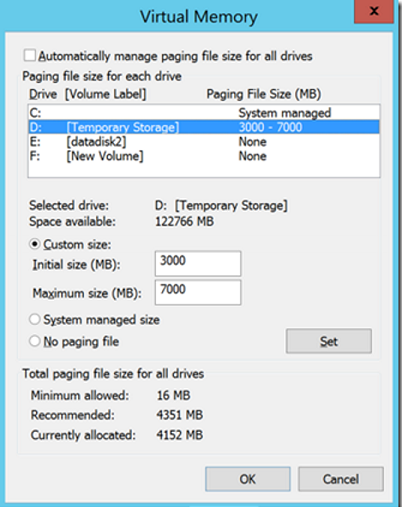 Virtual Memory
x
Automatically manage paging file size for all drives
Paging file size for each drive
Drive [Volume Label] Paging File Size (MB)
C: System managed
D: [Temporary Storage] 3000 - 7000
E: [datadisk2] None
F: [New Volume] None
Selected drive: D: [Temporary Storage]
Space available: 122766 MB
Custom size:
Initial size (MB): 3000
Maximum size (MB): 7000
System managed size
No paging file Set
Total paging file size for all drives
Minimum allowed: 16 MB
Recommended: 4351 MB
Currently allocated: 4152 MB
OK Cancel